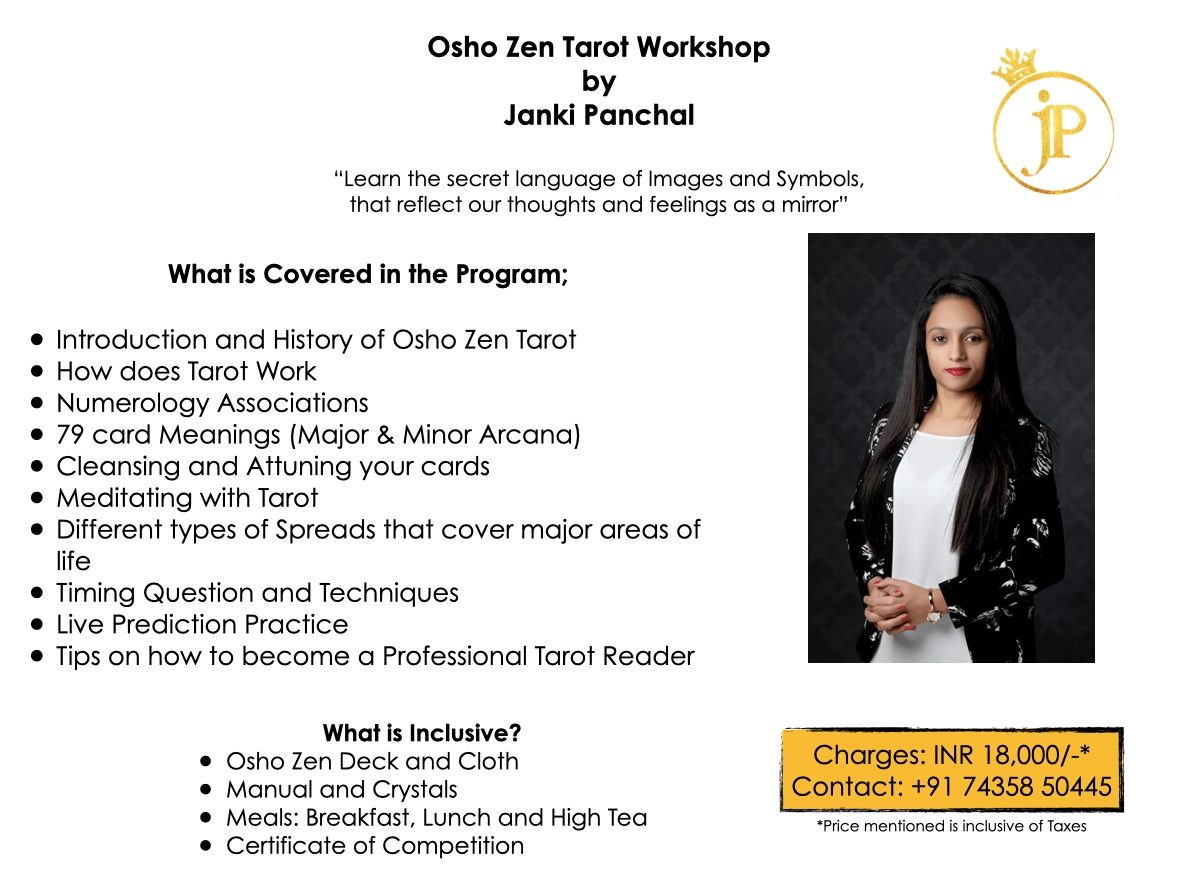 Osho Zen Tarot Workshop
by
Janki Panchal
jP
“Learn the secret language of Images and Symbols,
that reflect our thoughts and feelings as a mirror”
What is Covered in the Program;
• Introduction and History of Osho Zen Tarot
• How does Tarot Work
• Numerology Associations
• 79 card Meanings (Major & Minor Arcana)
• Cleansing and Attuning your cards
• Meditating with Tarot
• Different types of Spreads that cover major areas of
life
• Timing Question and Techniques
• Live Prediction Practice
• Tips on how to become a Professional Tarot Reader
What is Inclusive?
• Osho Zen Deck and Cloth
• Manual and Crystals
• Meals: Breakfast, Lunch and High Tea
• Certificate of Competition
Charges: INR 18,000/-*
Contact: +91 74358 50445
*Price mentioned is inclusive of Taxes